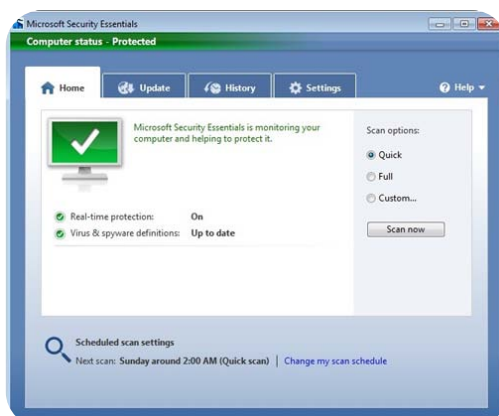 Microsoft Security Essentials
Computer status - Protected
Home
Update
History
Settings
Help
Microsoft Security Essentials is monitoring your
computer and helping to protect it.
Real-time protection: On
Virus & spyware definitions: Up to date
Scan options:
Quick
Full
Custom...
Scan now
Scheduled scan settings
Next scan: Sunday around 2:00 AM (Quick scan) | Change my scan schedule